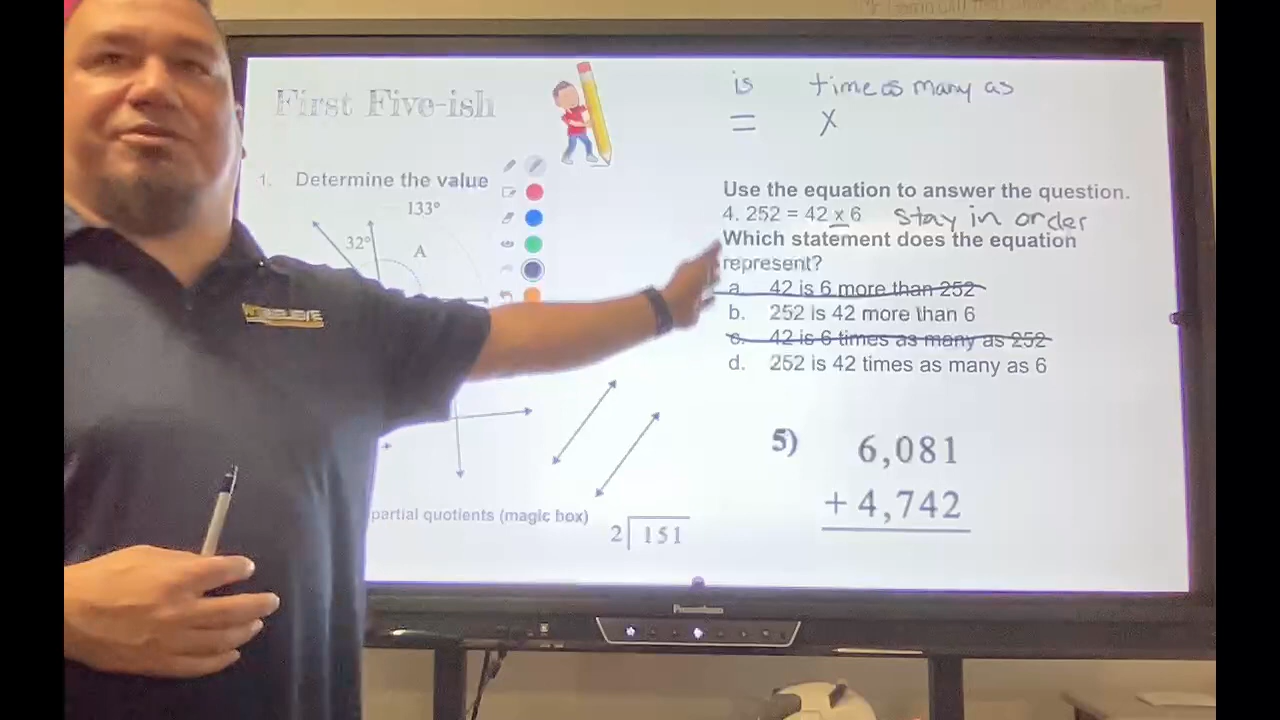 First Five-ish
1. Determine the value
133°
32°
A
partial quotients (magic box)
2 151
is time as many as
= x
Use the equation to answer the question.
4. 252 = 42 x 6 stay in order
Which statement does the equation
represent?
a. 42 is 6 more than 252
b. 252 is 42 more than 6
c. 42 is 6 times as many as 252
d. 252 is 42 times as many as 6
5) 6,081
+ 4,742